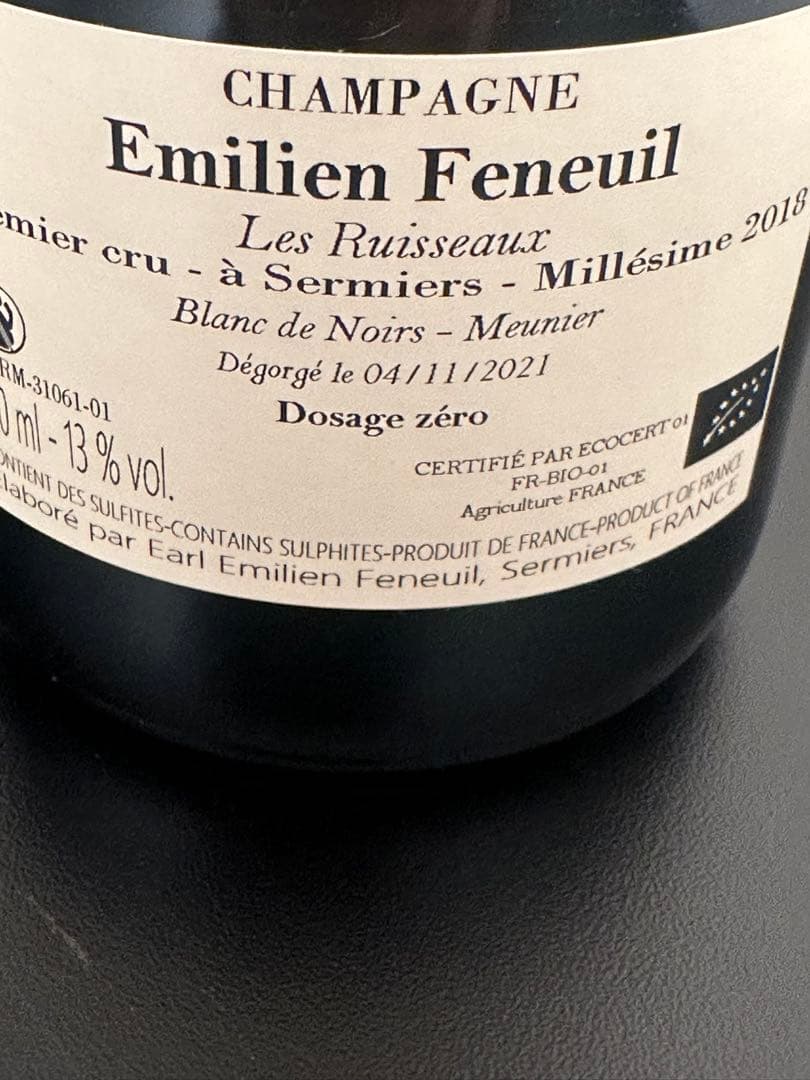 CHAMPAGNE
Emilien Feneuil
Les Ruisseaux
emier cru - à Sermiers - Millésime 2018
Blanc de Noirs - Meunier
Dégorgé le 04/11/2021
Dosage zéro
RM-31061-01
0 ml - 13 % vol.
CERTIFIÉ PAR ECOCERT 01
FR-BIO-01
Agriculture FRANCE
ONTIENT DES SULFITES-CONTAINS SULPHITES-PRODUIT DE FRANCE-PRODUCT OF FRANCE
laboré par Earl Emilien Feneuil, Sermiers, FRANCE